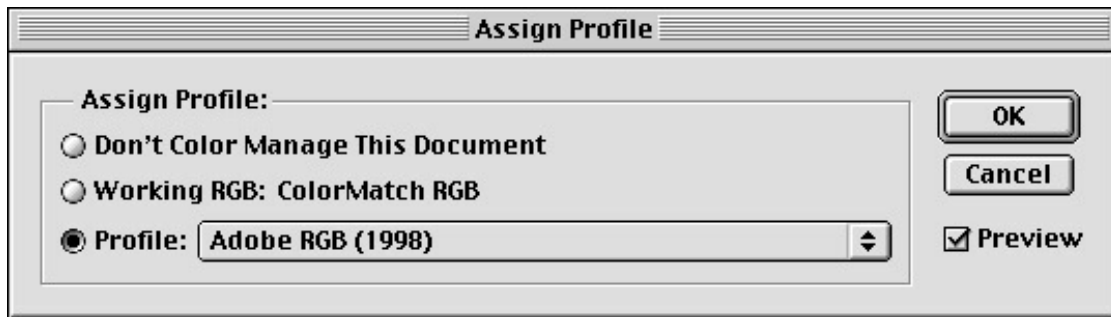 Assign Profile
Assign Profile:
Don't Color Manage This Document
Working RGB: ColorMatch RGB
Profile: Adobe RGB (1998)
OK
Cancel
Preview